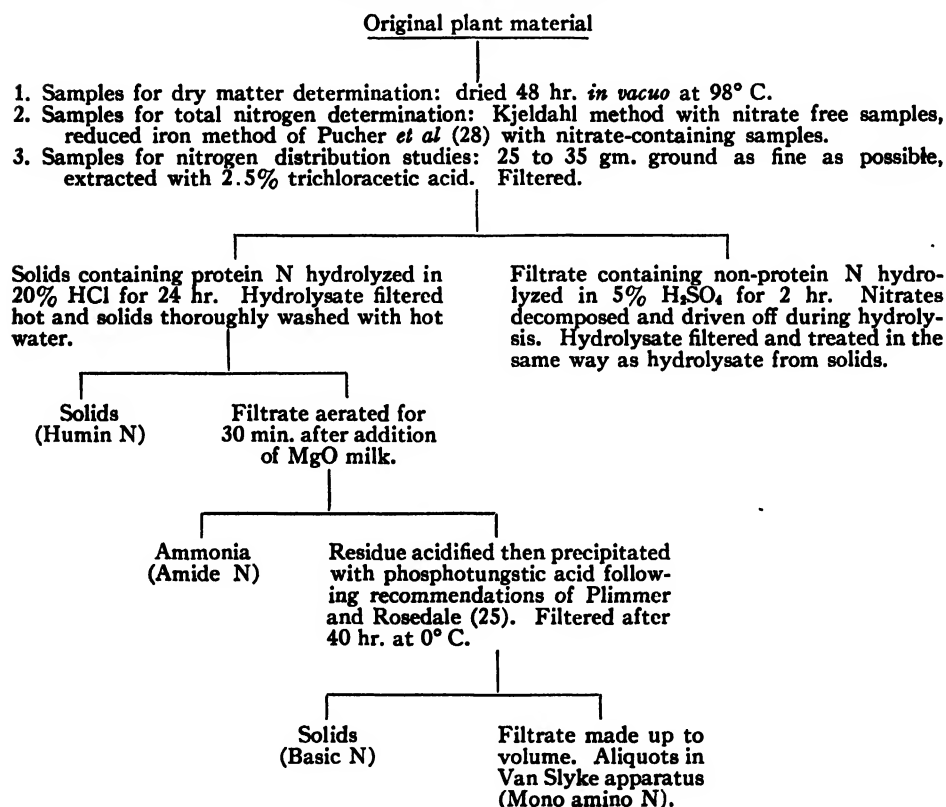 Original plant material
1. Samples for dry matter determination: dried 48 hr. in vacuo at 98° C.
2. Samples for total nitrogen determination: Kjeldahl method with nitrate free samples,
reduced iron method of Pucher et al (28) with nitrate-containing samples.
3. Samples for nitrogen distribution studies: 25 to 35 gm. ground as fine as possible,
extracted with 2.5% trichloracetic acid. Filtered.
Solids containing protein N hydrolyzed in
20% HCl for 24 hr. Hydrolysate filtered
hot and solids thoroughly washed with hot
water.
Filtrate containing non-protein N hydro-
lyzed in 5% H₂SO₄ for 2 hr. Nitrates
decomposed and driven off during hydroly-
sis. Hydrolysate filtered and treated in the
same way as hydrolysate from solids.
Solids
(Humin N)
Filtrate aerated for
30 min. after addition
of MgO milk.
Ammonia
(Amide N)
Residue acidified then precipitated
with phosphotungstic acid follow-
ing recommendations of Plimmer
and Rosedale (25). Filtered after
40 hr. at 0° C.
Solids
(Basic N)
Filtrate made up to
volume. Aliquots in
Van Slyke apparatus
(Mono amino N).